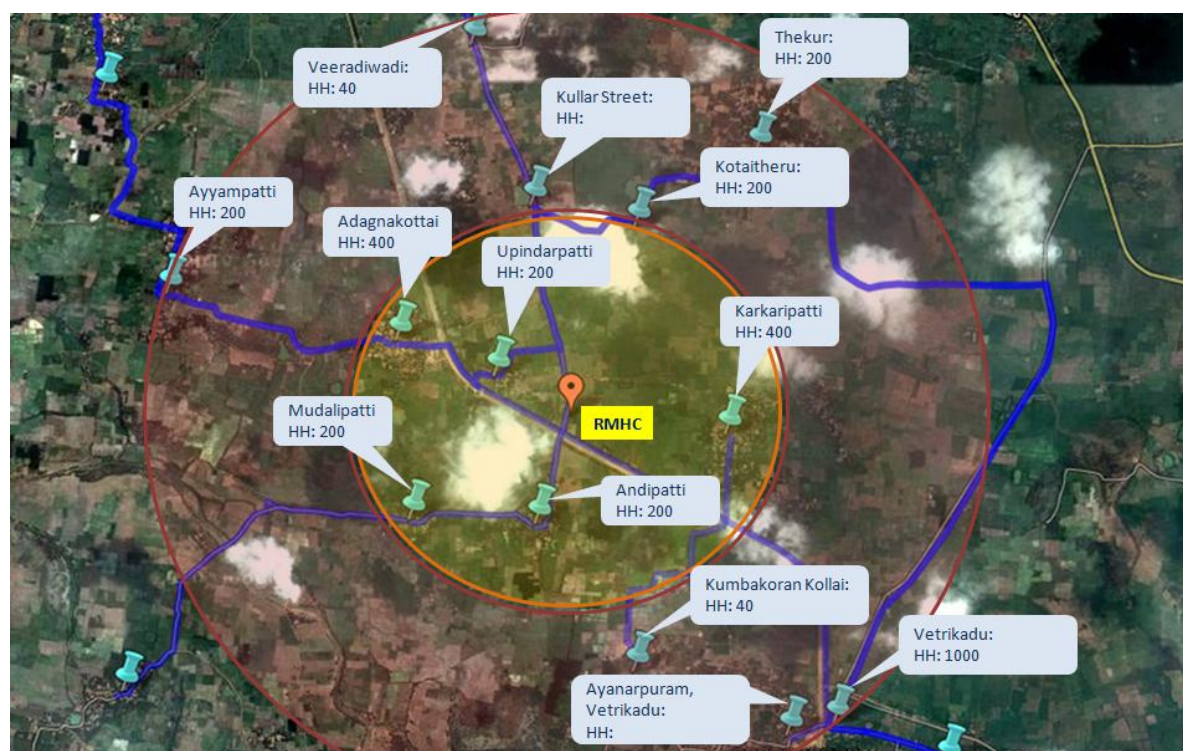 Veeradiwadi:
HH: 40
Thekur:
HH: 200
Kullar Street:
HH:
Kotaitheru:
HH: 200
Ayyampatti
HH: 200
Adagnakottai
HH: 400
Upindarpatti
HH: 200
Karkaripatti
HH: 400
Mudalipatti
HH: 200
RMHC
Andipatti
HH: 200
Kumbakoran Kollai:
HH: 40
Vetrikadu:
HH: 1000
Ayanarpuram,
Vetrikadu:
HH: